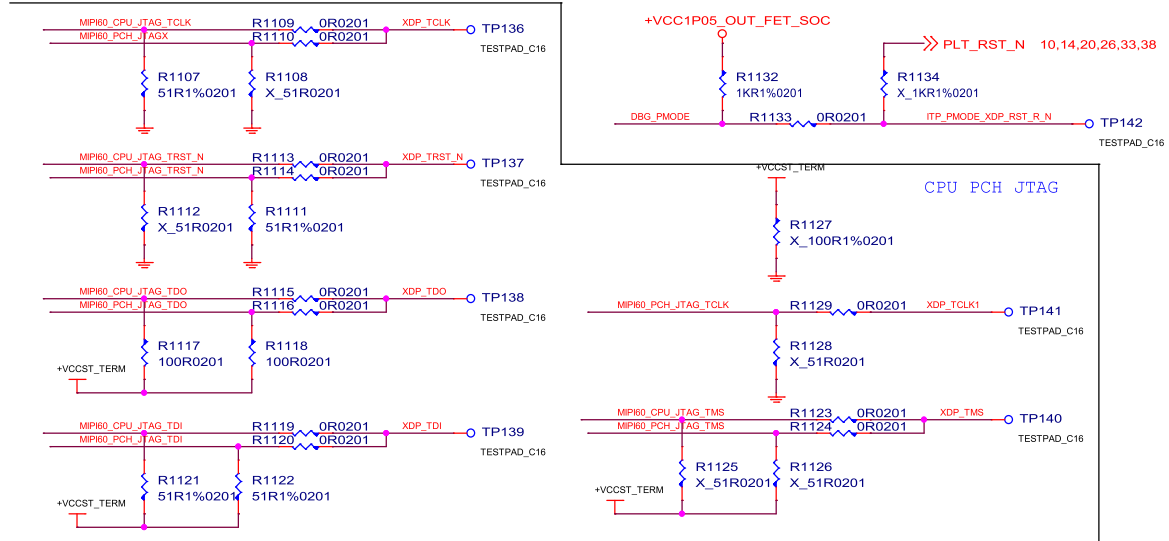 MIPI60_CPU_JTAG_TCLK
R1109
0R0201
XDP_TCLK
TP136
MIPI60_PCH_JTAGX
R1110
0R0201
TESTPAD_C16
R1107
51R1%0201
R1108
X_51R0201
MIPI60_CPU_JTAG_TRST_N
R1113
0R0201
XDP_TRST_N
TP137
MIPI60_PCH_JTAG_TRST_N
R1114
0R0201
TESTPAD_C16
R1112
X_51R0201
R1111
51R1%0201
MIPI60_CPU_JTAG_TDO
R1115
0R0201
XDP_TDO
TP138
MIPI60_PCH_JTAG_TDO
R1116
0R0201
TESTPAD_C16
R1117
100R0201
R1118
100R0201
+VCCST_TERM
MIPI60_CPU_JTAG_TDI
R1119
0R0201
XDP_TDI
TP139
MIPI60_PCH_JTAG_TDI
R1120
0R0201
TESTPAD_C16
R1121
51R1%0201
R1122
51R1%0201
+VCCST_TERM
+VCC1P05_OUT_FET_SOC
PLT_RST_N 10,14,20,26,33,38
R1132
1KR1%0201
R1134
X_1KR1%0201
DBG_PMODE
R1133
0R0201
ITP_PMODE_XDP_RST_R_N
TP142
TESTPAD_C16
+VCCST_TERM
CPU PCH JTAG
R1127
X_100R1%0201
MIPI60_PCH_JTAG_TCLK
R1129
0R0201
XDP_TCLK1
TP141
TESTPAD_C16
R1128
X_51R0201
MIPI60_CPU_JTAG_TMS
R1123
0R0201
XDP_TMS
TP140
MIPI60_PCH_JTAG_TMS
R1124
0R0201
TESTPAD_C16
R1125
X_51R0201
R1126
X_51R0201
+VCCST_TERM